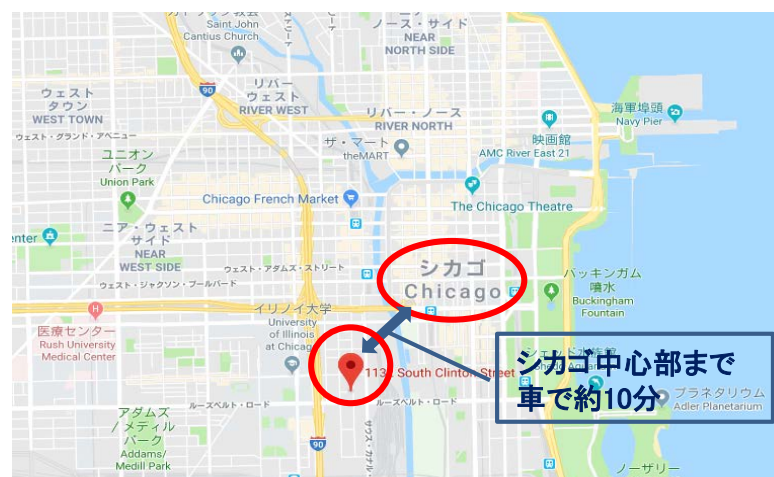 Saint John
Cantius Church
ノース・サイド
NEAR
NORTH SIDE
90
リバー
ウェスト
RIVER WEST
ウェスト
タウン
WEST TOWN
リバー・ノース
RIVER NORTH
海軍埠頭
Navy Pier
ウェスト・グランド・アベニュー
ザ・マート
theMART
映画館
AMC River East 21
ユニオン
パーク
Union Park
Chicago French Market
The Chicago Theatre
ニア・ウェスト
サイド
NEAR
WEST SIDE
enter
ウェスト・アダムズ・ストリート
シカゴ
Chicago
バッキンガム
噴水
Buckingham
Fountain
ウェスト・ジャクソン・ブールバード
イリノイ大学
University
of Illinois
at Chicago
医療センター
Rush University
Medical Center
South Clinton Street
シカゴ中心部まで
車で約10分
プラネタリウム
Adler Planetarium
ルーズベルト・ロード
ルーズベルト・ロード
アダムズ
/ メディル
パーク
Addams/
Medill Park
90
ノーザリー